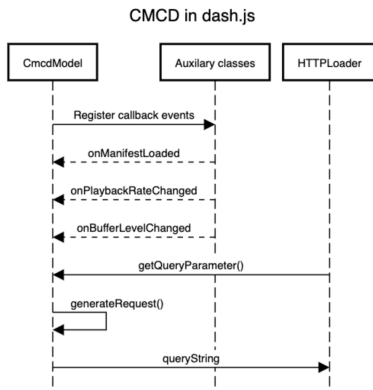 CMCD in dash.js
CmcdModel
Auxilary classes
HTTPLoader
Register callback events
onManifestLoaded
onPlaybackRateChanged
onBufferLevelChanged
getQueryParameter()
generateRequest()
queryString